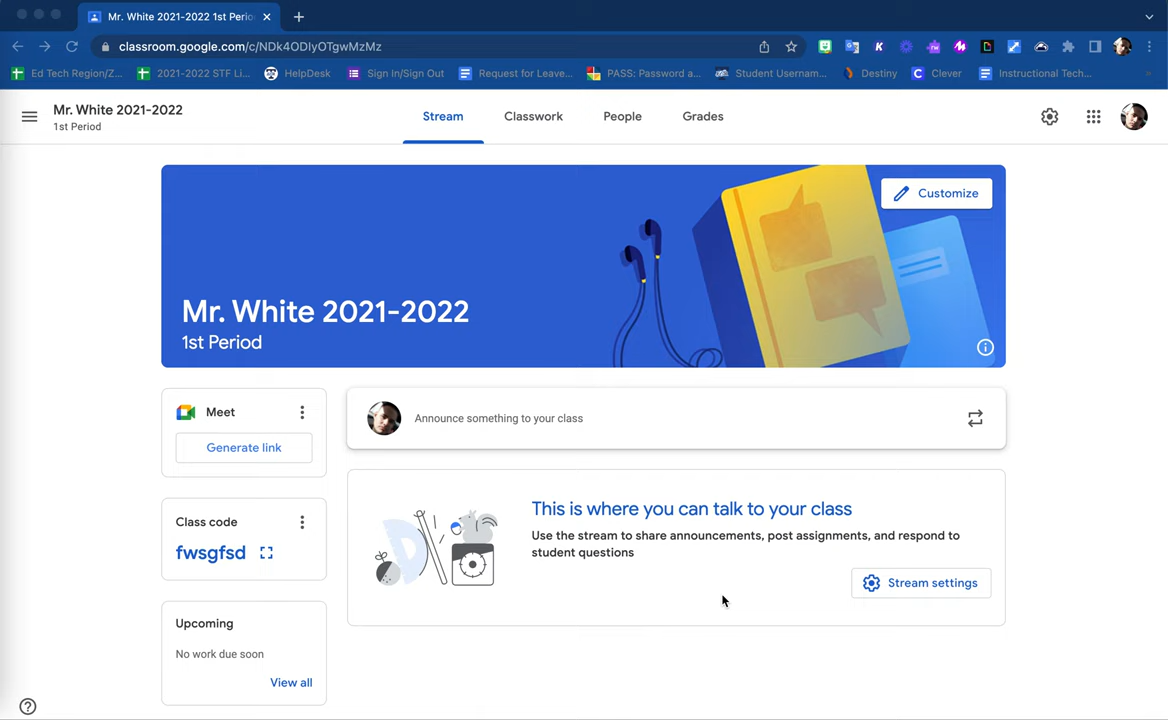 Mr. White 2021-2022 1st Perio
classroom.google.com/c/NDk4ODIyOTgwMzMz
Ed Tech Region/Z... 2021-2022 STF Li... HelpDesk Sign In/Sign Out Request for Leave... PASS: Password a... Student Usernam... Destiny Clever Instructional Tech...
Mr. White 2021-2022
1st Period
Stream Classwork People Grades
Customize
Mr. White 2021-2022
1st Period
Meet
Generate link
Announce something to your class
Class code
fwsgfsd
This is where you can talk to your class
Use the stream to share announcements, post assignments, and respond to
student questions
Stream settings
Upcoming
No work due soon
View all